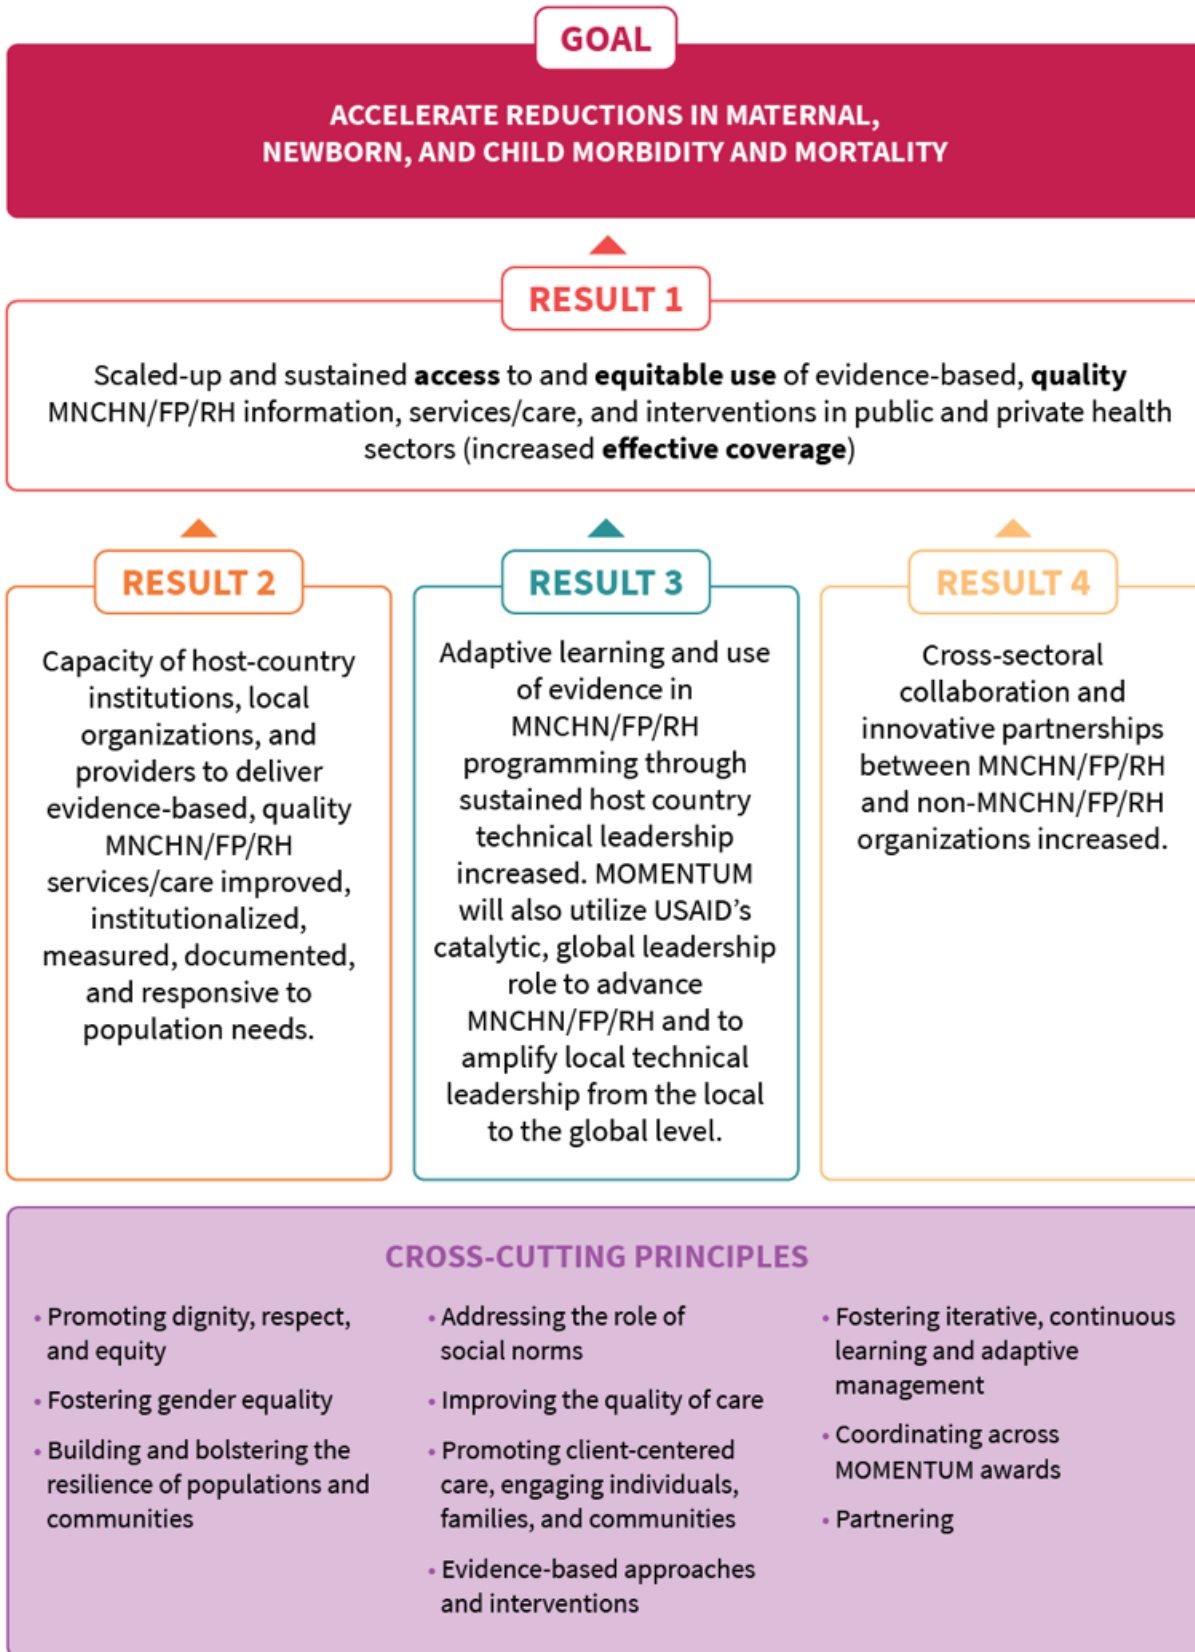 GOAL
ACCELERATE REDUCTIONS IN MATERNAL,
NEWBORN, AND CHILD MORBIDITY AND MORTALITY
RESULT 1
Scaled-up and sustained access to and equitable use of evidence-based, quality
MNCHN/FP/RH information, services/care, and interventions in public and private health
sectors (increased effective coverage)
RESULT 2
Capacity of host-country
institutions, local
organizations, and
providers to deliver
evidence-based, quality
MNCHN/FP/RH
services/care improved,
institutionalized,
measured, documented,
and responsive to
population needs.
RESULT 3
Adaptive learning and use
of evidence in
MNCHN/FP/RH
programming through
sustained host country
technical leadership
increased. MOMENTUM
will also utilize USAID’s
catalytic, global leadership
role to advance
MNCHN/FP/RH and to
amplify local technical
leadership from the local
to the global level.
RESULT 4
Cross-sectoral
collaboration and
innovative partnerships
between MNCHN/FP/RH
and non-MNCHN/FP/RH
organizations increased.
CROSS-CUTTING PRINCIPLES
• Promoting dignity, respect,
and equity
• Fostering gender equality
• Building and bolstering the
resilience of populations and
communities
• Addressing the role of
social norms
• Improving the quality of care
• Promoting client-centered
care, engaging individuals,
families, and communities
• Evidence-based approaches
and interventions
• Fostering iterative, continuous
learning and adaptive
management
• Coordinating across
MOMENTUM awards
• Partnering